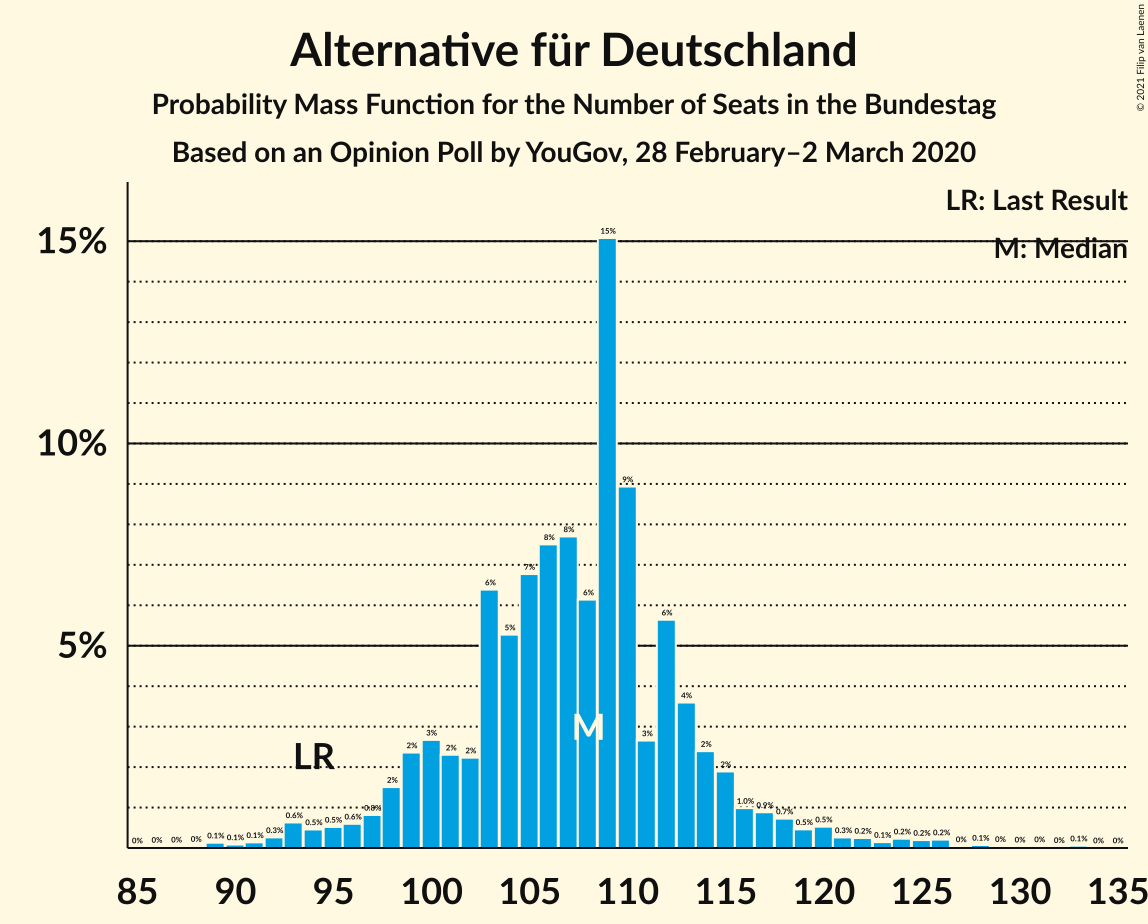 Alternative für Deutschland
Probability Mass Function for the Number of Seats in the Bundestag
Based on an Opinion Poll by YouGov, 28 February–2 March 2020
© 2021 Filip van Laenen
LR: Last Result
M: Median
15%
10%
5%
0% 0% 0% 0% 0.1% 0.1% 0.1% 0.3% 0.6% 0.5% 0.5% 0.6% 0.8% 2% 2% 3% 2% 2% 6% 5% 7% 8% 8% 6% 15% 9% 3% 6% 4% 2% 2% 1.0% 0.9% 0.7% 0.5% 0.5% 0.3% 0.2% 0.1% 0.2% 0.2% 0.2% 0% 0.1% 0% 0% 0% 0% 0.1% 0% 0%
LR
M
85 90 95 100 105 110 115 120 125 130 135